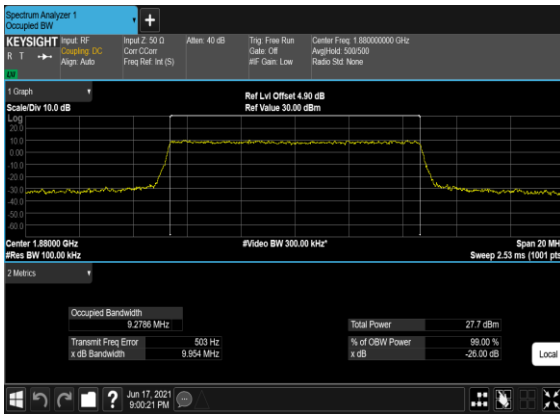 Spectrum Analyzer 1
Occupied BW
KEYSIGHT
R T
Input: RF
Coupling: DC
Align: Auto
Input Z: 50 Ω
Corr CCorr
Freq Ref: Int (S)
Atten: 40 dB
Trig: Free Run
Gate: Off
#IF Gain: Low
Center Freq: 1.880000000 GHz
Avg|Hold: 500/500
Radio Std: None
1 Graph
Scale/Div 10.0 dB
Ref Lvl Offset 4.90 dB
Ref Value 30.00 dBm
Log
20.0
10.0
0.00
-10.0
-20.0
-30.0
-40.0
-50.0
-60.0
Center 1.88000 GHz
#Res BW 100.00 kHz
#Video BW 300.00 kHz*
Span 20 MH
Sweep 2.53 ms (1001 pts
2 Metrics
Occupied Bandwidth
9.2786 MHz
Transmit Freq Error 503 Hz
x dB Bandwidth 9.954 MHz
Total Power 27.7 dBm
% of OBW Power 99.00 %
x dB -26.00 dB
Local
Jun 17, 2021
9:00:21 PM